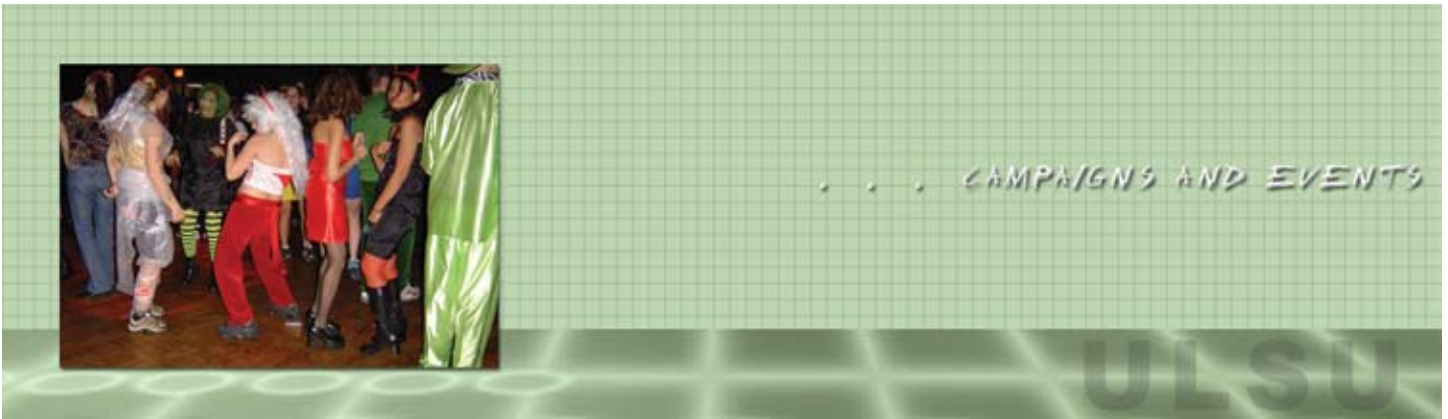 . . . CAMPAIGNS AND EVENTS
ULSU